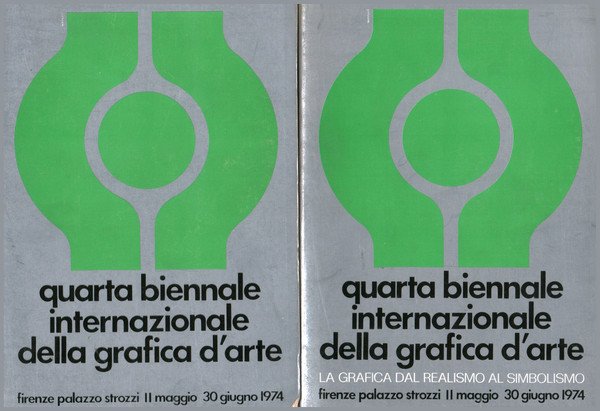 quarta biennale
internazionale
della grafica d'arte
firenze palazzo strozzi 11 maggio 30 giugno 1974
quarta biennale
internazionale
della grafica d'arte
LA GRAFICA DAL REALISMO AL SIMBOLISMO
firenze palazzo strozzi 11 maggio 30 giugno 1974